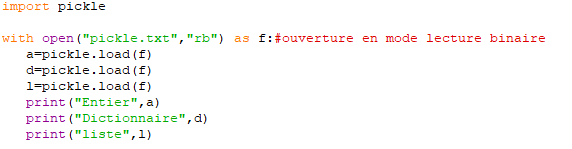 import pickle
with open("pickle.txt","rb") as f:#ouverture en mode lecture binaire
    a=pickle.load(f)
    d=pickle.load(f)
    l=pickle.load(f)
    print("Entier",a)
    print("Dictionnaire",d)
    print("liste",l)